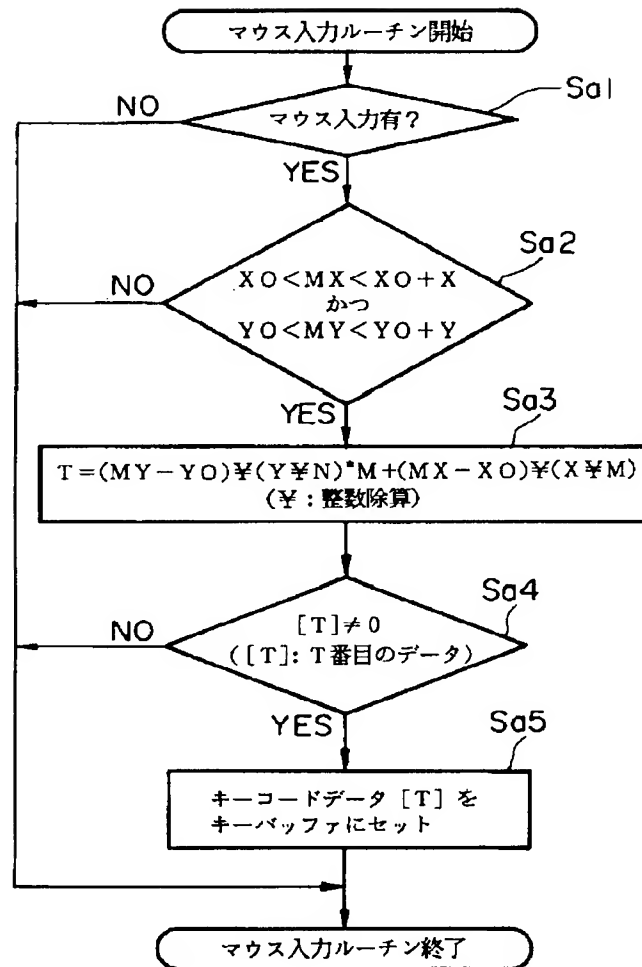 マウス入力ルーチン開始
Sa1
NO
マウス入力有？
YES
Sa2
NO
XO<MX<XO+X
かつ
YO<MY<YO+Y
YES
Sa3
T=(MY−YO)¥(Y¥N)*M+(MX−XO)¥(X¥M)
(¥：整数除算)
Sa4
NO
[T]≠0
([T]：T番目のデータ)
YES
Sa5
キーコードデータ [T] を
キーバッファにセット
マウス入力ルーチン終了